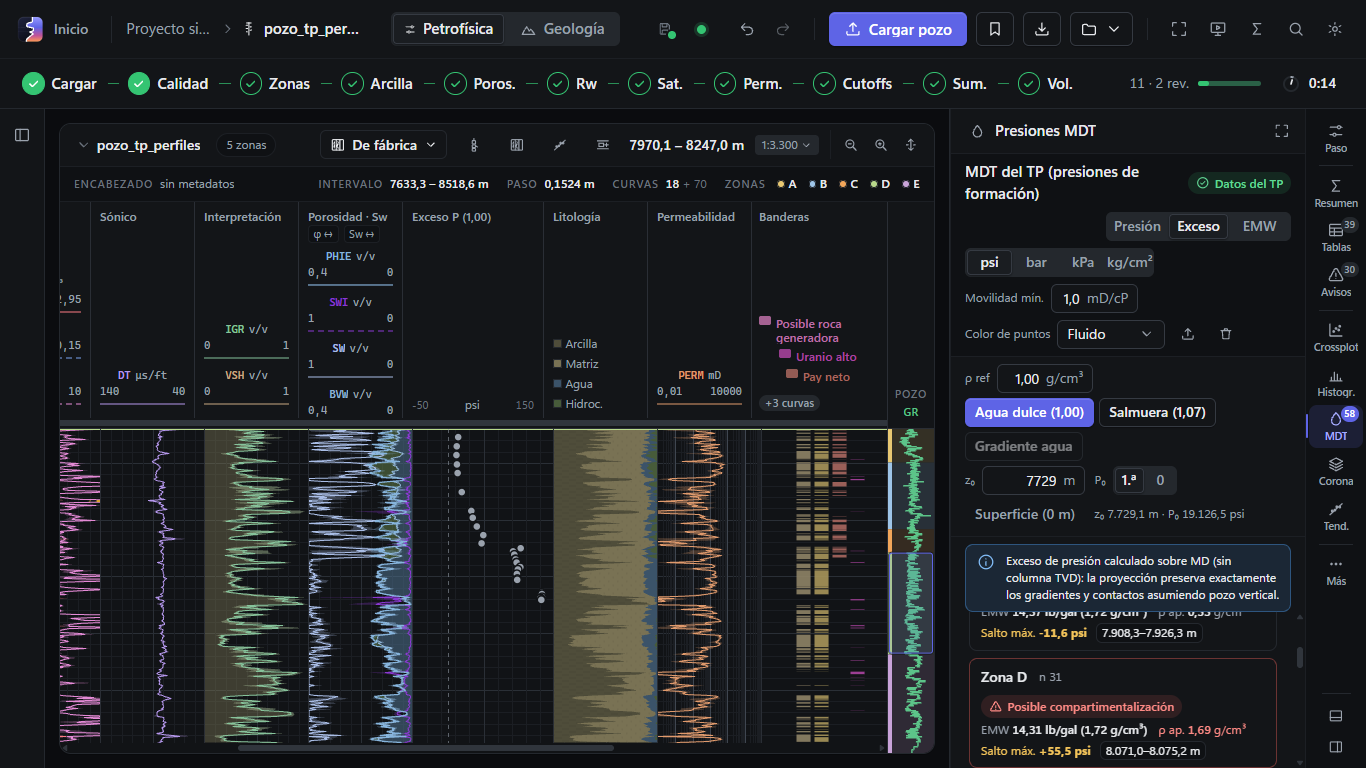 Inicio
Proyecto si...
pozo_tp_per...
Petrofísica
Geología
Cargar pozo
Cargar
Calidad
Zonas
Arcilla
Poros.
Rw
Sat.
Perm.
Cutoffs
Sum.
Vol.
11 · 2 rev.
0:14
pozo_tp_perfiles
5 zonas
De fábrica
7970,1 – 8247,0 m
1:3.300
ENCABEZADO sin metadatos
INTERVALO 7633,3 – 8518,6 m
PASO 0,1524 m
CURVAS 18 + 70
ZONAS A B C D E
Sónico
Interpretación
Porosidad · Sw
Exceso P (1,00)
Litología
Permeabilidad
Banderas
φ ↔ Sw ↔
PHIE v/v
0,4 0
2,95
SWI v/v
1 0
0,15
IGR v/v
0 1
SW v/v
1 0
10
DT µs/ft
140 40
VSH v/v
0 1
BVW v/v
0,4 0
-50 psi 150
Arcilla
Matriz
Agua
Hidroc.
PERM mD
0,01 10000
Posible roca
generadora
Uranio alto
Pay neto
+3 curvas
POZO
GR
Presiones MDT
MDT del TP (presiones de
formación)
Datos del TP
Presión
Exceso
EMW
psi
bar
kPa
kg/cm²
Movilidad mín. 1,0 mD/cP
Color de puntos Fluido
ρ ref 1,00 g/cm³
Agua dulce (1,00)
Salmuera (1,07)
Gradiente agua
z₀ 7729 m P₀ 1.ª 0
Superficie (0 m) z₀ 7.729,1 m · P₀ 19.126,5 psi
Exceso de presión calculado sobre MD (sin
columna TVD): la proyección preserva exactamente
los gradientes y contactos asumiendo pozo vertical.
Salto máx. -11,6 psi 7.908,3–7.926,3 m
Zona D n 31
Posible compartimentalización
EMW 14,31 lb/gal (1,72 g/cm³) ρ ap. 1,69 g/cm³
Salto máx. +55,5 psi 8.071,0–8.075,2 m
Paso
Resumen
39
Tablas
30
Avisos
Crossplot
Histogr.
58
MDT
Corona
Tend.
Más